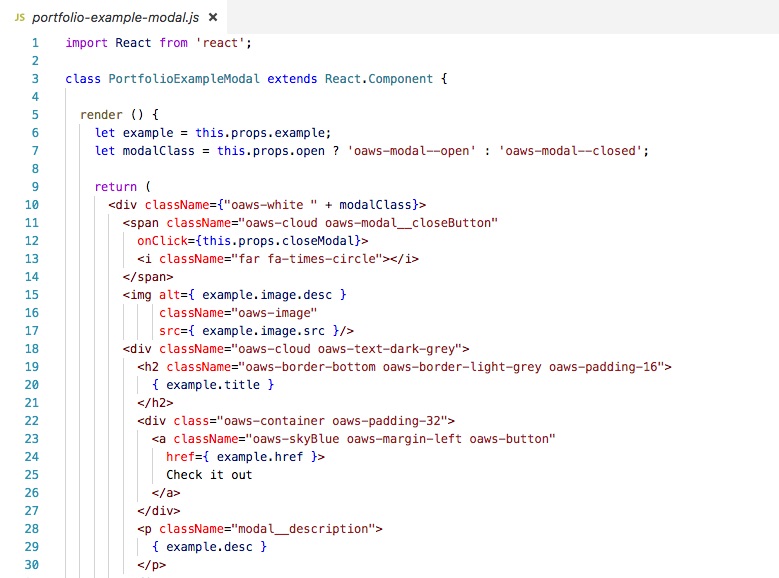 JS portfolio-example-modal.js ×
1 import React from 'react';
2
3 class PortfolioExampleModal extends React.Component {
4
5   render () {
6     let example = this.props.example;
7     let modalClass = this.props.open ? 'oaws-modal--open' : 'oaws-modal--closed';
8
9     return (
10       <div className={"oaws-white " + modalClass}>
11         <span className="oaws-cloud oaws-modal__closeButton"
12           onClick={this.props.closeModal}>
13           <i className="far fa-times-circle"></i>
14         </span>
15         <img alt={ example.image.desc }
16              className="oaws-image"
17              src={ example.image.src }/>
18         <div className="oaws-cloud oaws-text-dark-grey">
19           <h2 className="oaws-border-bottom oaws-border-light-grey oaws-padding-16">
20             { example.title }
21           </h2>
22           <div class="oaws-container oaws-padding-32">
23             <a className="oaws-skyBlue oaws-margin-left oaws-button"
24               href={ example.href }>
25               Check it out
26             </a>
27           </div>
28           <p className="modal__description">
29             { example.desc }
30           </p>